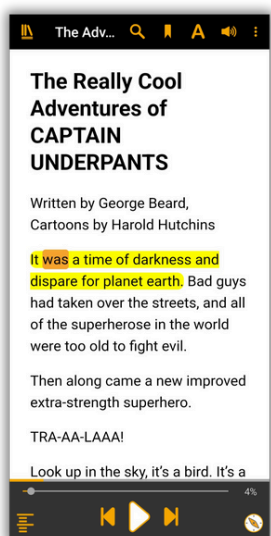 The Adv...
A
The Really Cool
Adventures of
CAPTAIN
UNDERPANTS
Written by George Beard,
Cartoons by Harold Hutchins
It was a time of darkness and
dispare for planet earth. Bad guys
had taken over the streets, and all
of the superherose in the world
were too old to fight evil.
Then along came a new improved
extra-strength superhero.
TRA-AA-LAAA!
Look up in the sky, it's a bird. It's a
4%